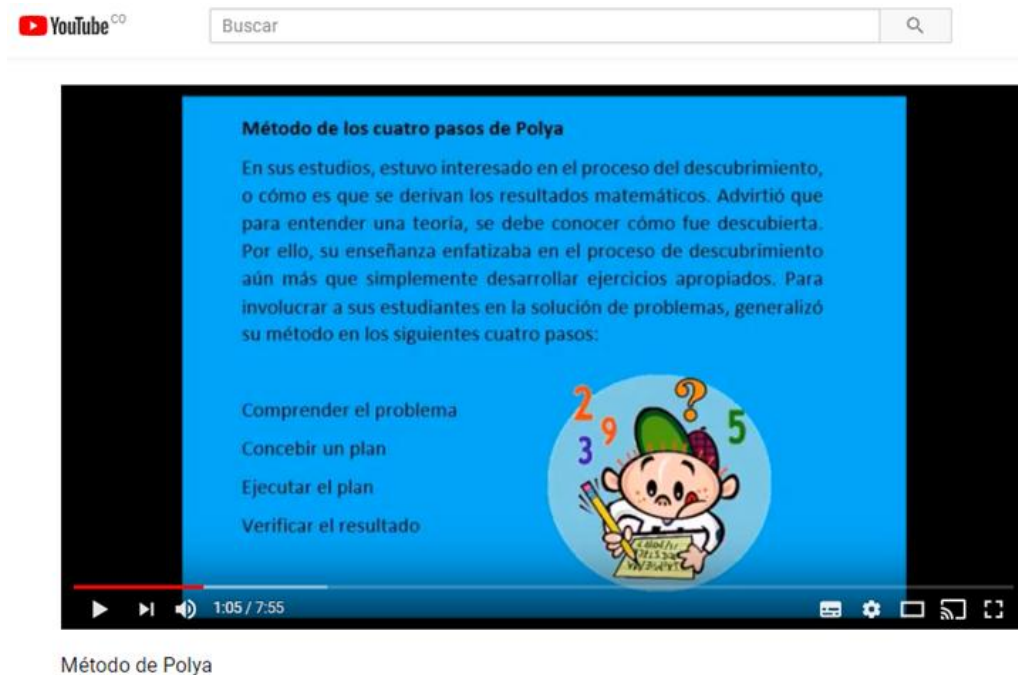 YouTube CO
Buscar
Método de los cuatro pasos de Polya
En sus estudios, estuvo interesado en el proceso del descubrimiento,
o cómo es que se derivan los resultados matemáticos. Advirtió que
para entender una teoría, se debe conocer cómo fue descubierta.
Por ello, su enseñanza enfatizaba en el proceso de descubrimiento
aún más que simplemente desarrollar ejercicios apropiados. Para
involucrar a sus estudiantes en la solución de problemas, generalizó
su método en los siguientes cuatro pasos:
Comprender el problema
Concebir un plan
Ejecutar el plan
Verificar el resultado
2
?
9
5
3
1:05 / 7:55
Método de Polya